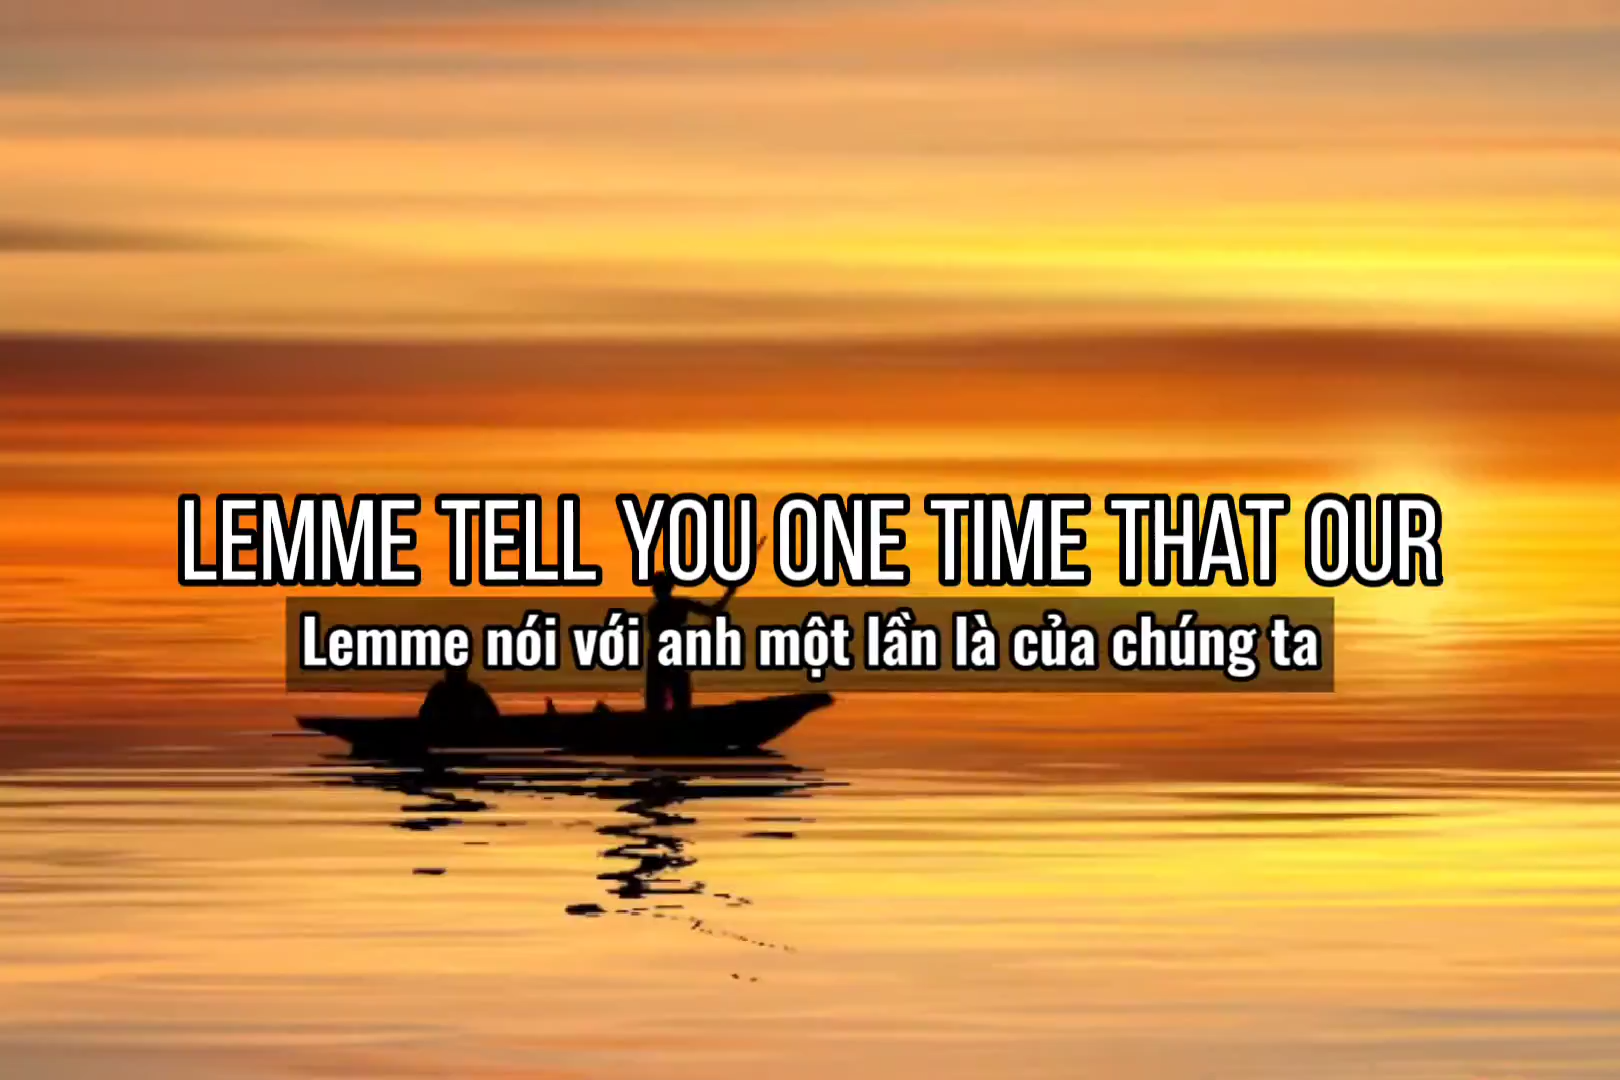 LEMME TELL YOU ONE TIME THAT OUR
Lemme nói với anh một lần là của chúng ta